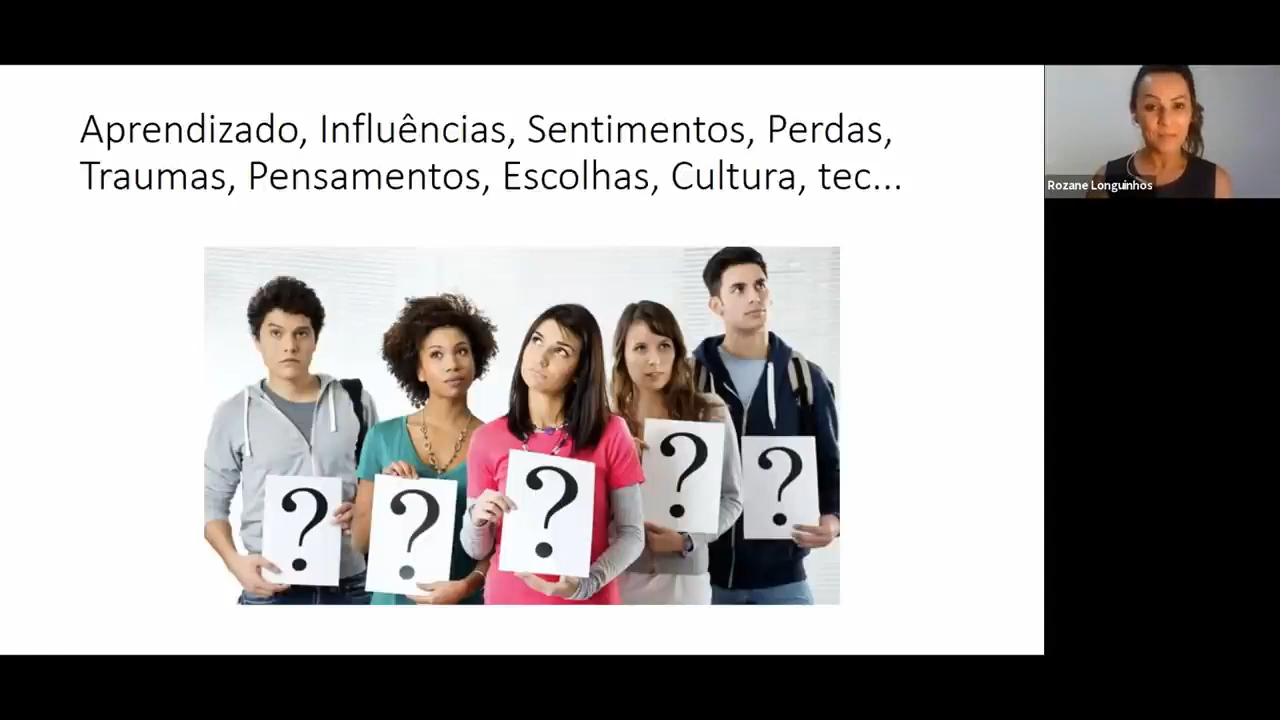 Aprendizado, Influências, Sentimentos, Perdas,
Traumas, Pensamentos, Escolhas, Cultura, tec...
Rozane Longuinhos
?
?
?
?
?